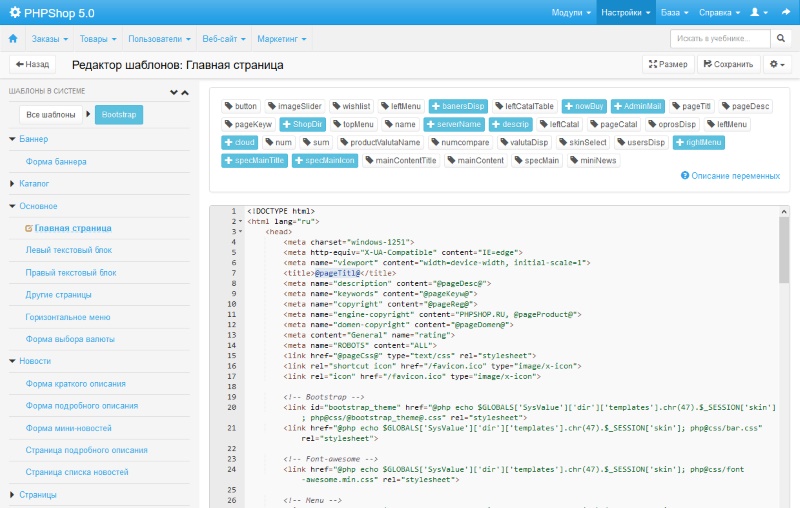 PHPShop 5.0
Модули Настройки База Справка
Заказы Товары Пользователи Веб-сайт Маркетинг
Искать в учебнике...
Назад
Редактор шаблонов: Главная страница
Размер Сохранить
ШАБЛОНЫ В СИСТЕМЕ
Все шаблоны Bootstrap
Баннер
Форма баннера
Каталог
Основное
Главная страница
Левый текстовый блок
Правый текстовый блок
Другие страницы
Горизонтальное меню
Форма выбора валюты
Новости
Форма краткого описания
Форма подробного описания
Форма мини-новостей
Страница подробного описания
Страница списка новостей
Страницы
button imageSlider wishlist leftMenu banersDisp leftCatalTable nowBuy AdminMail pageTitl pageDesc
pageKeyw ShopDir topMenu name serverName descrip leftCatal pageCatal oprosDisp leftMenu
cloud num sum productValutaName numcompare valutaDisp skinSelect usersDisp rightMenu
specMainTitle specMainIcon mainContentTitle mainContent specMain miniNews
Описание переменных
1 <!DOCTYPE html>
2 <html lang="ru">
3 <head>
4 <meta charset="windows-1251">
5 <meta http-equiv="X-UA-Compatible" content="IE=edge">
6 <meta name="viewport" content="width=device-width, initial-scale=1">
7 <title>@pageTitl@</title>
8 <meta name="description" content="@pageDesc@">
9 <meta name="keywords" content="@pageKeyw@">
10 <meta name="copyright" content="@pageReg@">
11 <meta name="engine-copyright" content="PHPSHOP.RU, @pageProduct@">
12 <meta name="domen-copyright" content="@pageDomen@">
13 <meta content="General" name="rating">
14 <meta name="ROBOTS" content="ALL">
15 <link href="@pageCss@" type="text/css" rel="stylesheet">
16 <link rel="shortcut icon" href="/favicon.ico" type="image/x-icon">
17 <link rel="icon" href="/favicon.ico" type="image/x-icon">
18
19 <!-- Bootstrap -->
20 <link id="bootstrap_theme" href="@php echo $GLOBALS['SysValue']['dir']['templates'].chr(47).$_SESSION['skin']
; php@css/@bootstrap_theme@.css" rel="stylesheet">
21 <link href="@php echo $GLOBALS['SysValue']['dir']['templates'].chr(47).$_SESSION['skin']; php@css/bar.css"
rel="stylesheet">
22
23 <!-- Font-awesome -->
24 <link href="@php echo $GLOBALS['SysValue']['dir']['templates'].chr(47).$_SESSION['skin']; php@css/font
-awesome.min.css" rel="stylesheet">
25
26 <!-- Menu -->